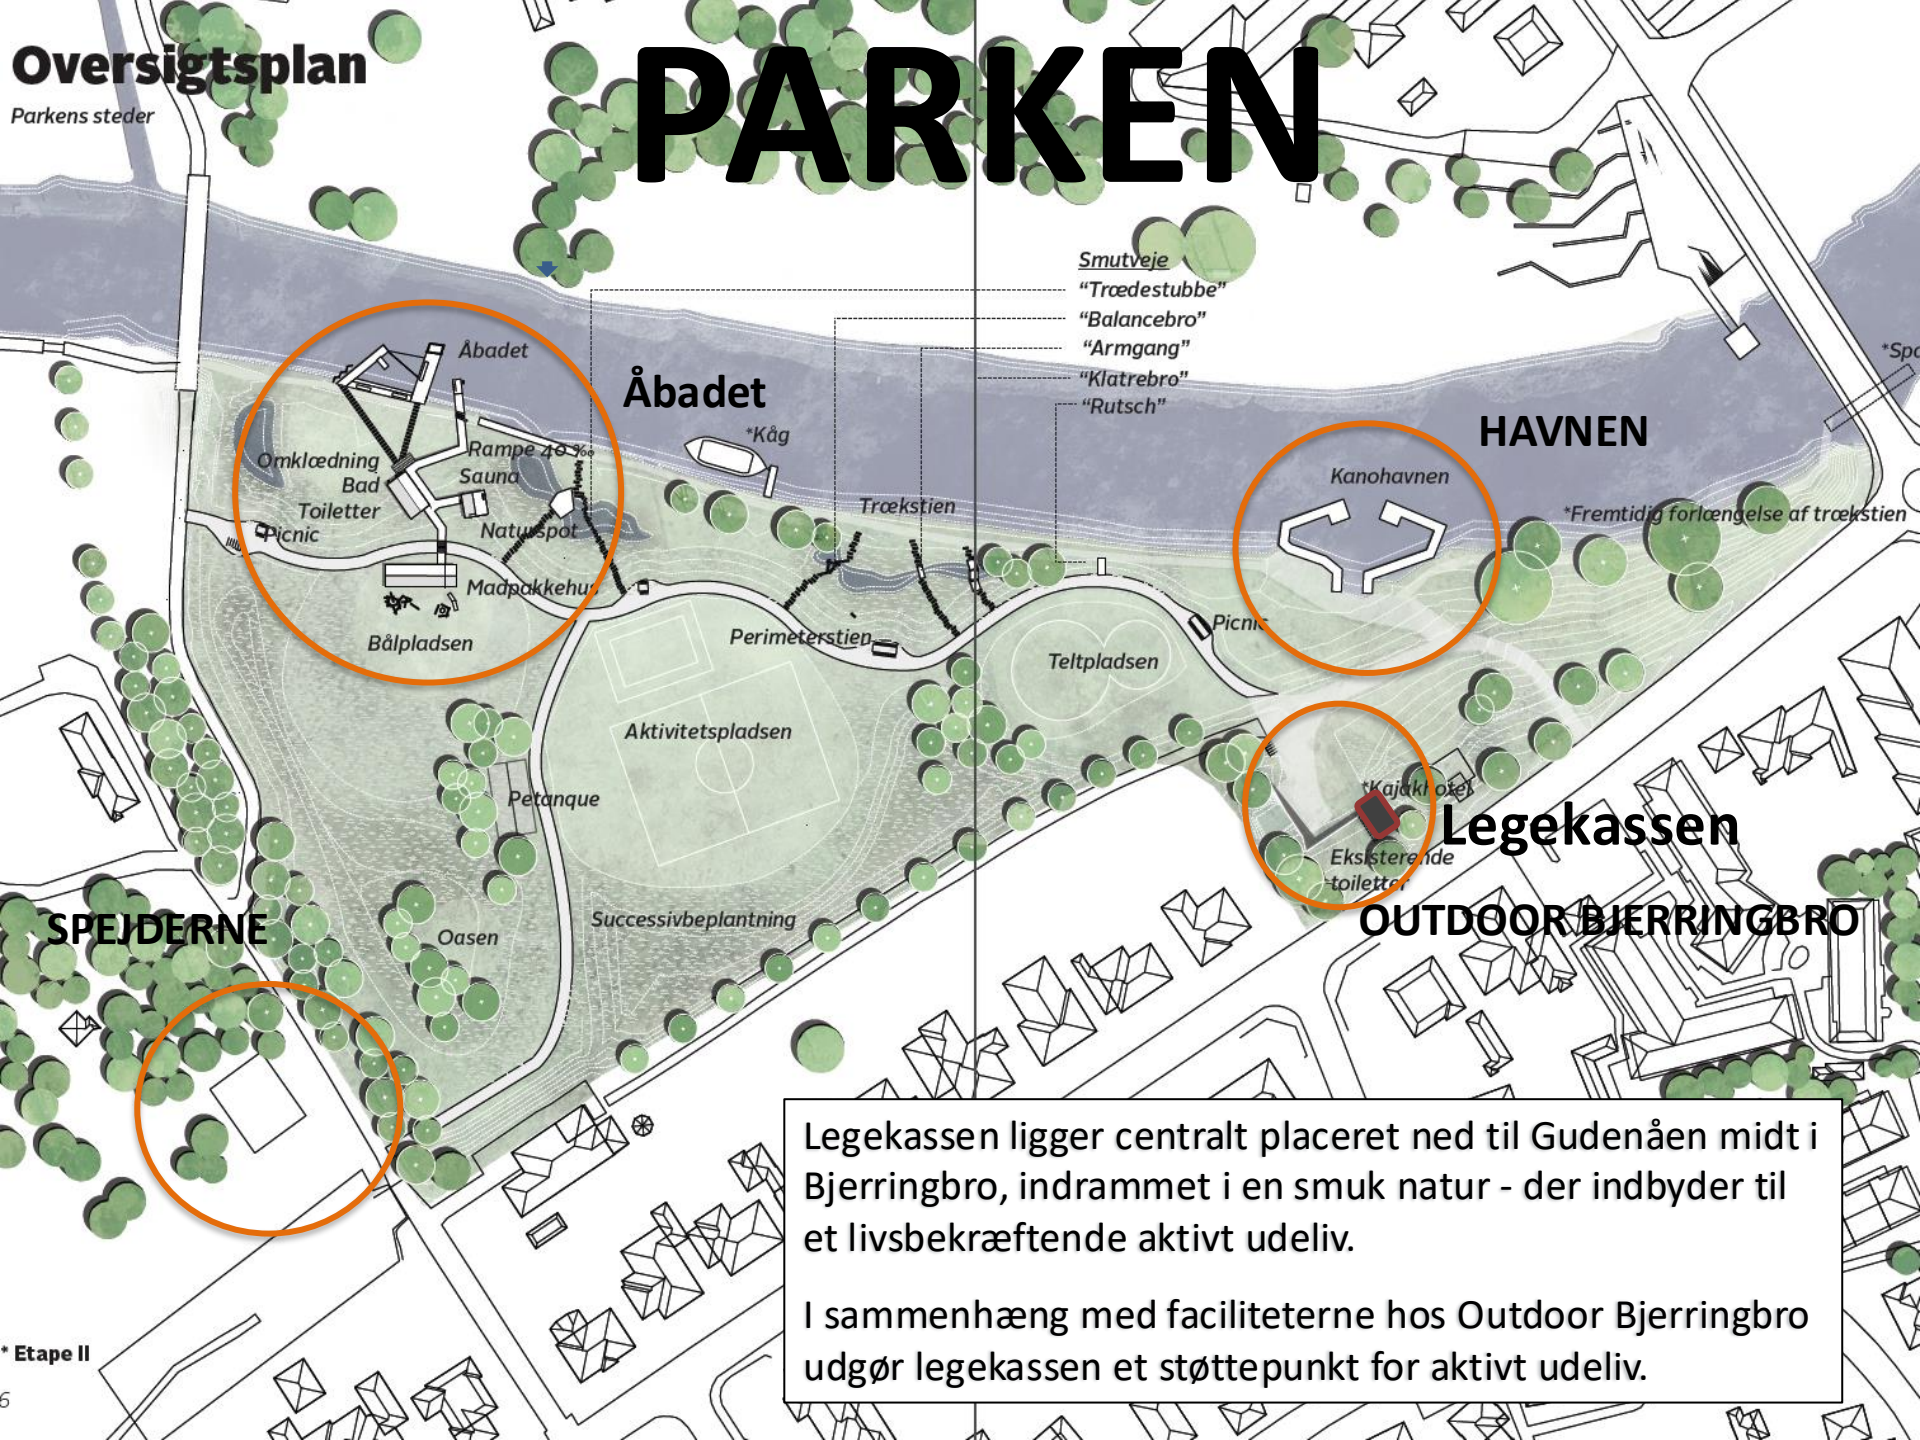 PARKEN
Oversigtsplan
Parkens steder
Smutveje
“Trædestubbe”
“Balancebro”
“Armgang”
“Klatrebro”
“Rutsch”
Åbadet
Åbadet
*Kåg
HAVNEN
Kanohavnen
Omklædning
Bad
Toiletter
Picnic
Rampe 40 ‰
Sauna
Naturspot
Madpakkehus
Bålpladsen
Trækstien
*Fremtidig forlængelse af trækstien
Perimeterstien
Picnic
Teltpladsen
Aktivitetspladsen
Petanque
*Kajakhotel
Legekassen
Eksisterende
toiletter
OUTDOOR BJERRINGBRO
SPEJDERNE
Oasen
Successivbeplantning
Legekassen ligger centralt placeret ned til Gudenåen midt i
Bjerringbro, indrammet i en smuk natur - der indbyder til
et livsbekræftende aktivt udeliv.
I sammenhæng med faciliteterne hos Outdoor Bjerringbro
udgør legekassen et støttepunkt for aktivt udeliv.
* Etape II
6